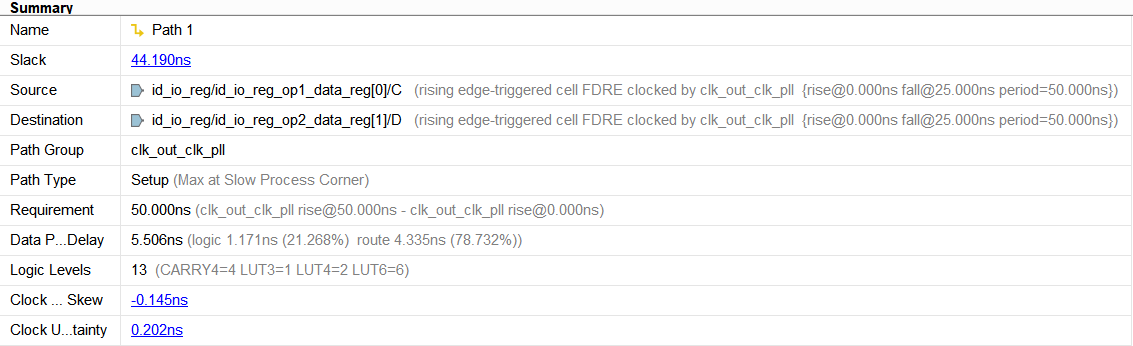 Summary
Name Path 1
Slack 44.190ns
Source id_io_reg/id_io_reg_op1_data_reg[0]/C (rising edge-triggered cell FDRE clocked by clk_out_clk_pll {rise@0.000ns fall@25.000ns period=50.000ns})
Destination id_io_reg/id_io_reg_op2_data_reg[1]/D (rising edge-triggered cell FDRE clocked by clk_out_clk_pll {rise@0.000ns fall@25.000ns period=50.000ns})
Path Group clk_out_clk_pll
Path Type Setup (Max at Slow Process Corner)
Requirement 50.000ns (clk_out_clk_pll rise@50.000ns - clk_out_clk_pll rise@0.000ns)
Data P...Delay 5.506ns (logic 1.171ns (21.268%) route 4.335ns (78.732%))
Logic Levels 13 (CARRY4=4 LUT3=1 LUT4=2 LUT6=6)
Clock ... Skew -0.145ns
Clock U...tainty 0.202ns